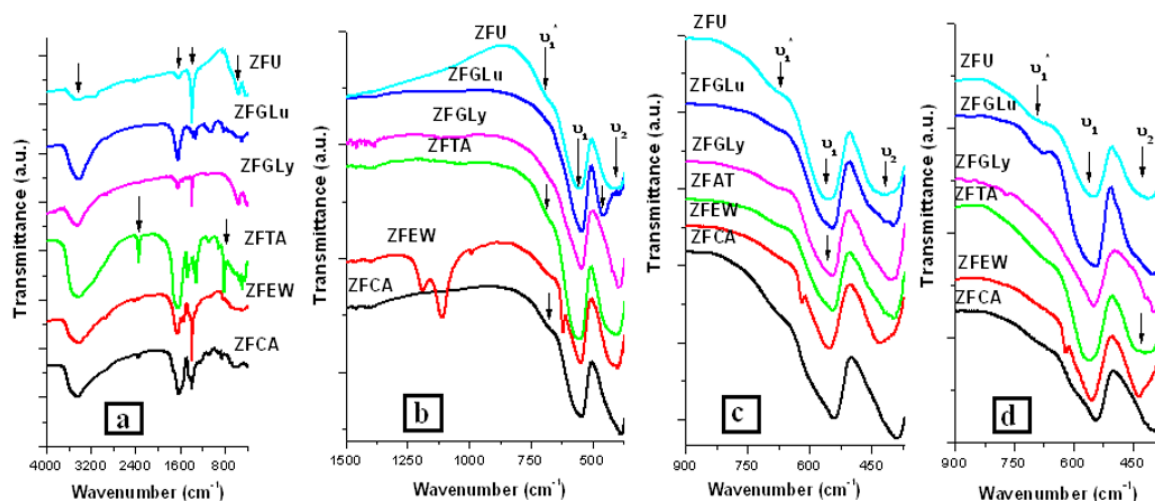 Transmittance (a.u.)
ZFU
ZFGLu
ZFGLy
ZFTA
ZFEW
ZFCA
a
4000 3200 2400 1600 800
Wavenumber (cm⁻¹)
Transmittance (a.u.)
ZFU
υ₁*
ZFGLu
ZFGLy
υ₁
υ₂
ZFTA
ZFEW
ZFCA
b
1500 1000 500
Wavenumber (cm⁻¹)
Transmittance (a.u.)
ZFU
υ₁*
ZFGLu
ZFGLy
υ₁
υ₂
ZFAT
ZFEW
ZFCA
c
900 750 600 450
Wavenumber (cm⁻¹)
Transmittance (a.u.)
ZFU
υ₁*
ZFGLu
υ₁
υ₂
ZFGLy
ZFTA
ZFEW
ZFCA
d
900 750 600 450
Wavenumber (cm⁻¹)